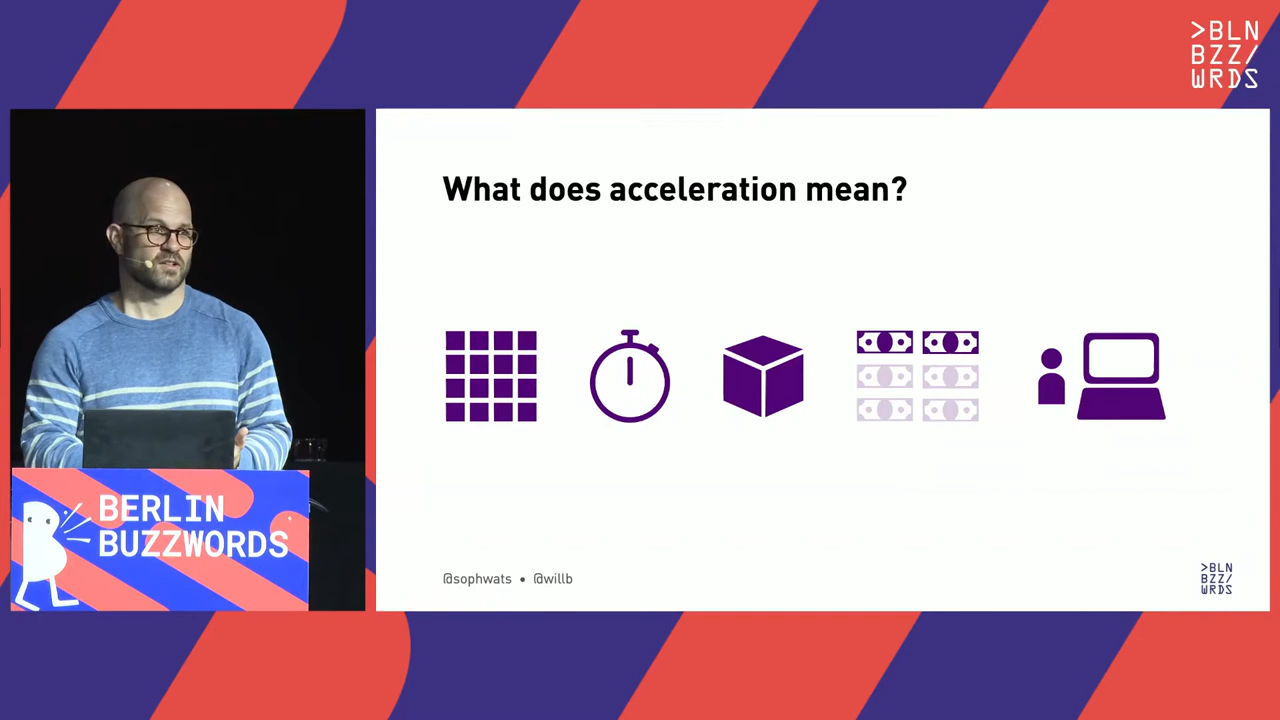 >BLN
BZZ/
WRDS
What does acceleration mean?
BERLIN
BUZZWORDS
@sophwats • @willb
>BLN
BZZ/
WRDS